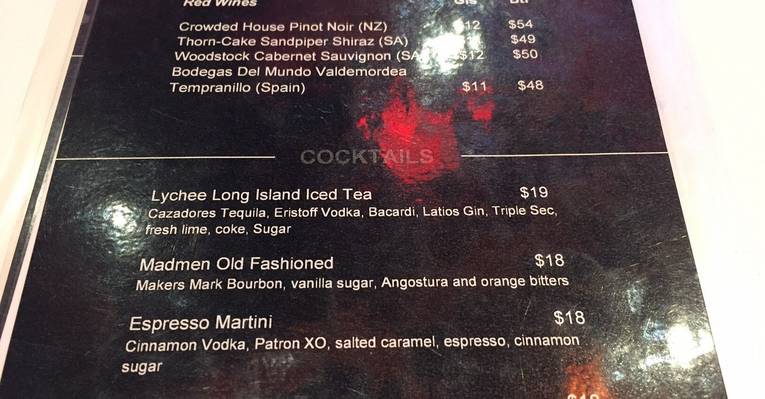 Red Wines Gls Btl
Crowded House Pinot Noir (NZ) $12 $54
Thorn-Cake Sandpiper Shiraz (SA) $49
Woodstock Cabernet Sauvignon (SA) $12 $50
Bodegas Del Mundo Valdemordea
Tempranillo (Spain) $11 $48
COCKTAILS
Lychee Long Island Iced Tea $19
Cazadores Tequila, Eristoff Vodka, Bacardi, Latios Gin, Triple Sec,
fresh lime, coke, Sugar
Madmen Old Fashioned $18
Makers Mark Bourbon, vanilla sugar, Angostura and orange bitters
Espresso Martini $18
Cinnamon Vodka, Patron XO, salted caramel, espresso, cinnamon
sugar
$18